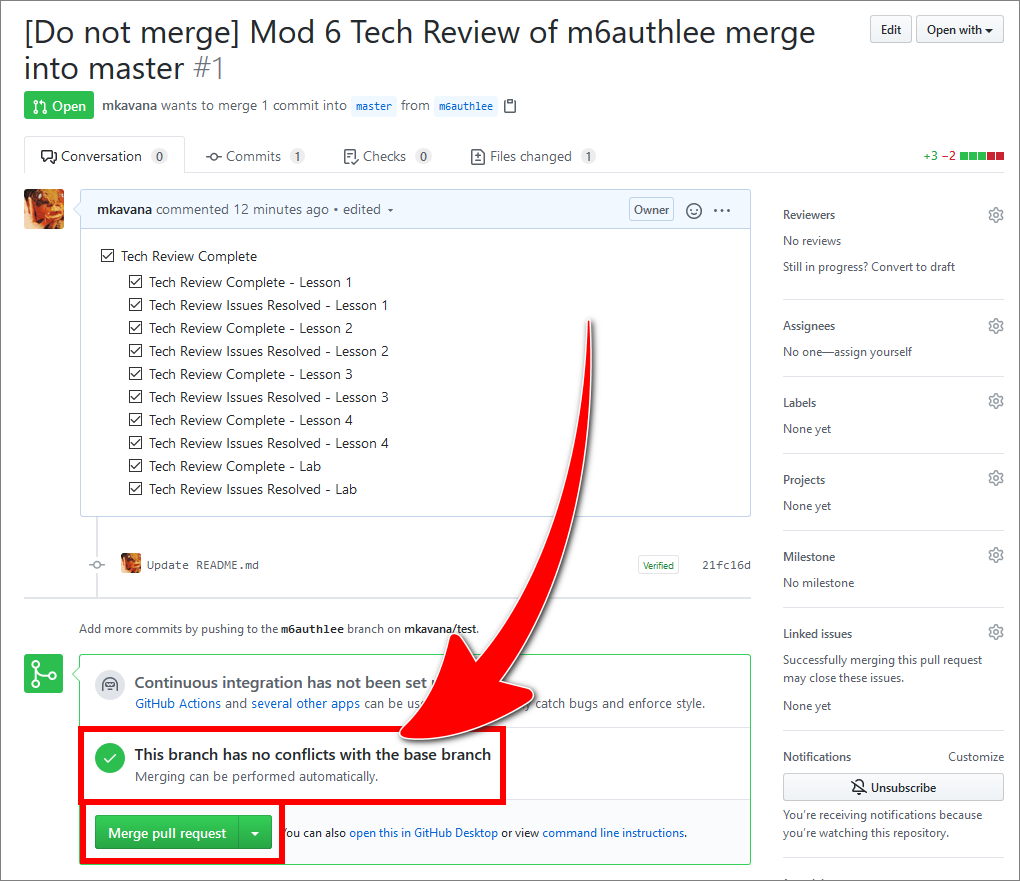 [Do not merge] Mod 6 Tech Review of m6authlee merge
into master #1
Edit
Open with
Open
mkavana wants to merge 1 commit into master from m6authlee
Conversation 0
Commits 1
Checks 0
Files changed 1
+3 −2
mkavana commented 12 minutes ago • edited
Owner
Tech Review Complete
Tech Review Complete - Lesson 1
Tech Review Issues Resolved - Lesson 1
Tech Review Complete - Lesson 2
Tech Review Issues Resolved - Lesson 2
Tech Review Complete - Lesson 3
Tech Review Issues Resolved - Lesson 3
Tech Review Complete - Lesson 4
Tech Review Issues Resolved - Lesson 4
Tech Review Complete - Lab
Tech Review Issues Resolved - Lab
Update README.md
Verified
21fc16d
Add more commits by pushing to the m6authlee branch on mkavana/test.
Continuous integration has not been set
GitHub Actions and several other apps can be catch bugs and enforce style.
This branch has no conflicts with the base branch
Merging can be performed automatically.
Merge pull request
You can also open this in GitHub Desktop or view command line instructions.
Reviewers
No reviews
Still in progress? Convert to draft
Assignees
No one—assign yourself
Labels
None yet
Projects
None yet
Milestone
No milestone
Linked issues
Successfully merging this pull request
may close these issues.
None yet
Notifications
Customize
Unsubscribe
You're receiving notifications because
you're watching this repository.